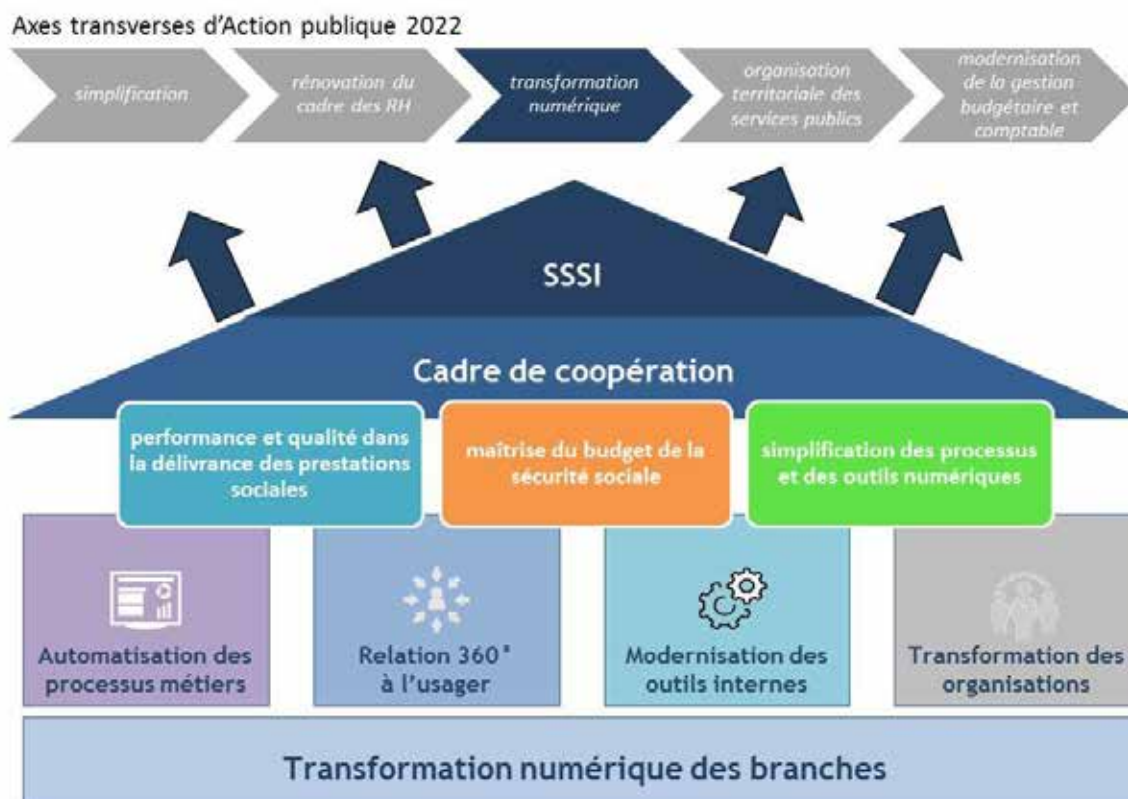 Axes transverses d'Action publique 2022
simplification
rénovation du
cadre des RH
transformation
numérique
organisation
territoriale des
services publics
modernisation
de la gestion
budgétaire et
comptable
SSSI
Cadre de coopération
performance et qualité dans
la délivrance des prestations
sociales
maîtrise du budget de la
sécurité sociale
simplification des processus
et des outils numériques
Automatisation des
processus métiers
Relation 360°
à l'usager
Modernisation des
outils internes
Transformation des
organisations
Transformation numérique des branches